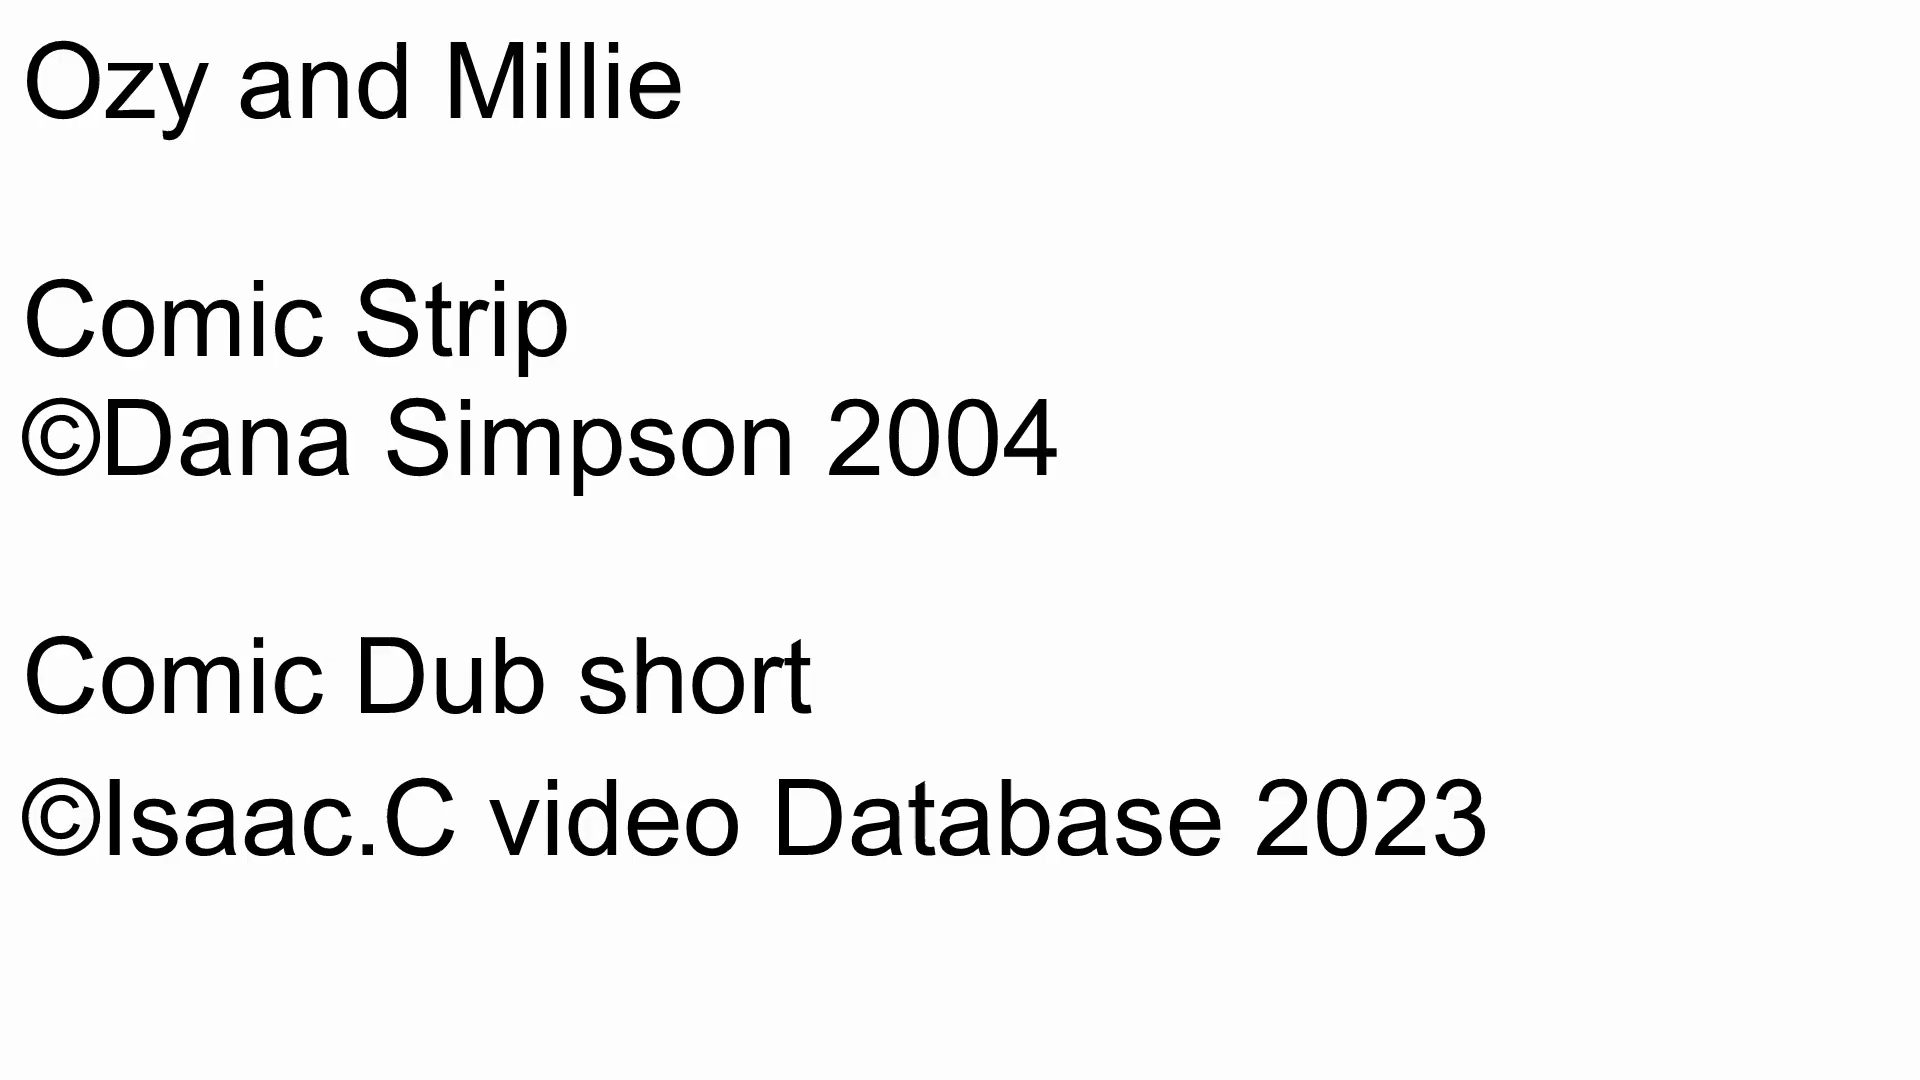 Ozy and Millie
Comic Strip
©Dana Simpson 2004
Comic Dub short
©Isaac.C video Database 2023